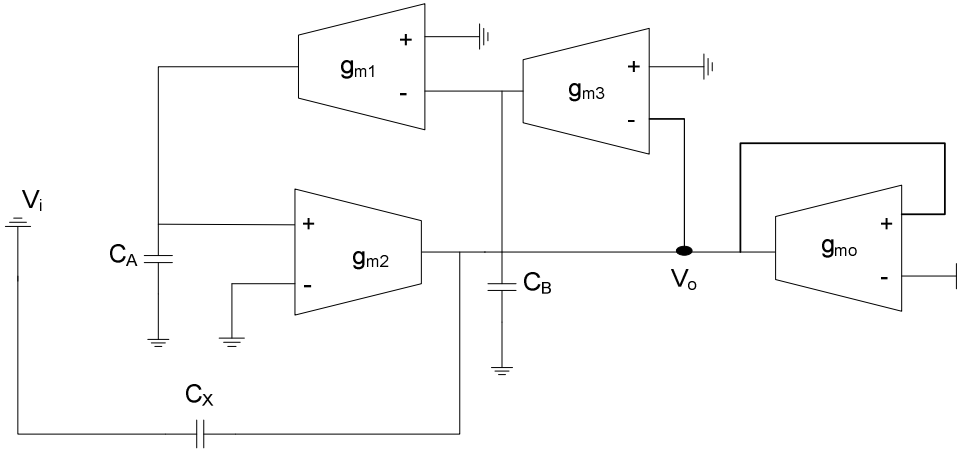 +
gm1
-
+
gm3
-
Vi
+
CA
gm2
-
CB
Vo
+
gmo
-
CX